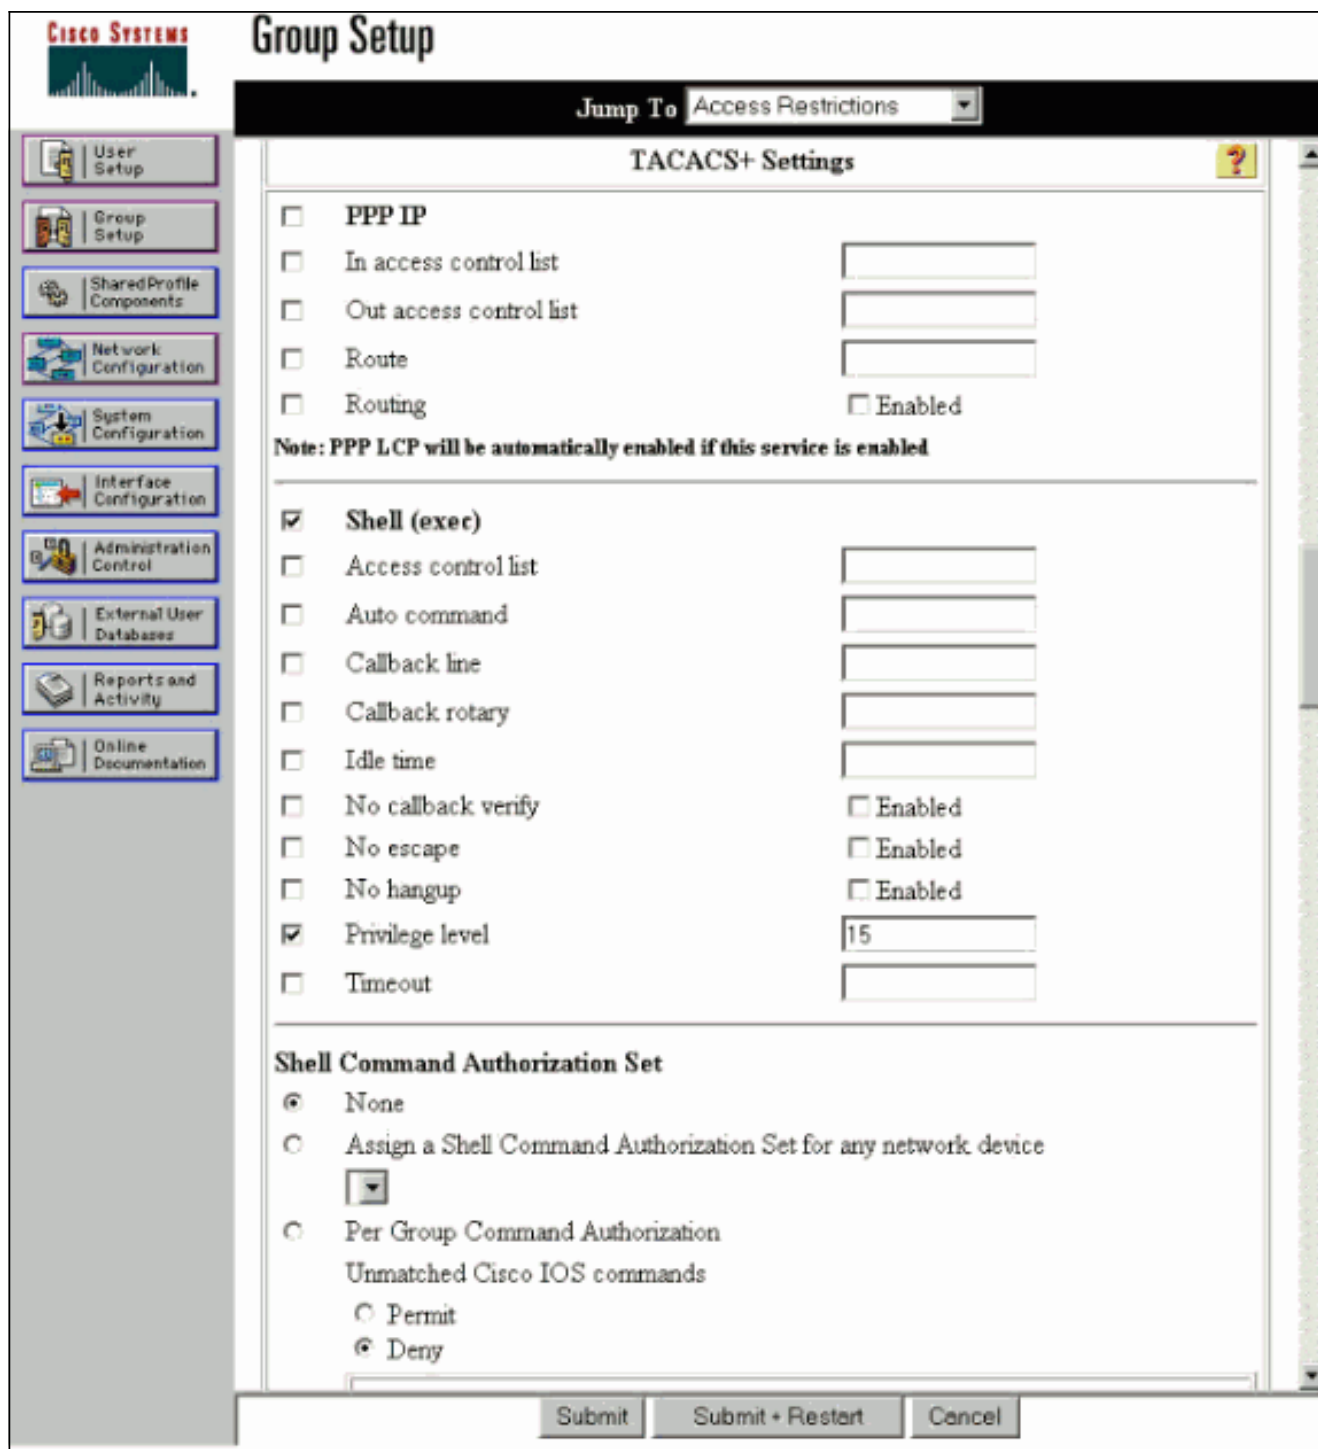 CISCO SYSTEMS
Group Setup
Jump To Access Restrictions
User
Setup
Group
Setup
Shared Profile
Components
Network
Configuration
System
Configuration
Interface
Configuration
Administration
Control
External User
Databases
Reports and
Activity
Online
Documentation
TACACS+ Settings ?
PPP IP
In access control list
Out access control list
Route
Routing Enabled
Note: PPP LCP will be automatically enabled if this service is enabled
Shell (exec)
Access control list
Auto command
Callback line
Callback rotary
Idle time
No callback verify Enabled
No escape Enabled
No hangup Enabled
Privilege level 15
Timeout
Shell Command Authorization Set
None
Assign a Shell Command Authorization Set for any network device
Per Group Command Authorization
Unmatched Cisco IOS commands
Permit
Deny
Submit Submit + Restart Cancel